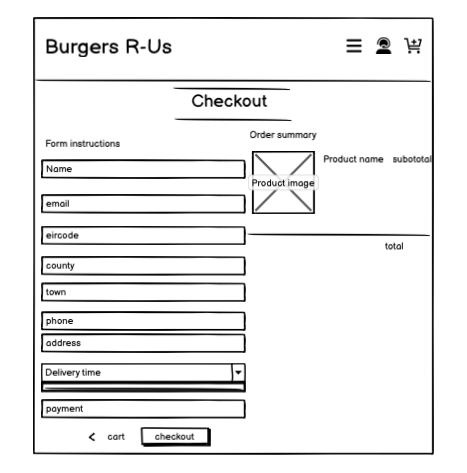 Burgers R-Us
Checkout
Form instructions
Name
email
eircode
county
town
phone
address
Delivery time
payment
cart checkout
Order summary
Product image
Product name subototal
total